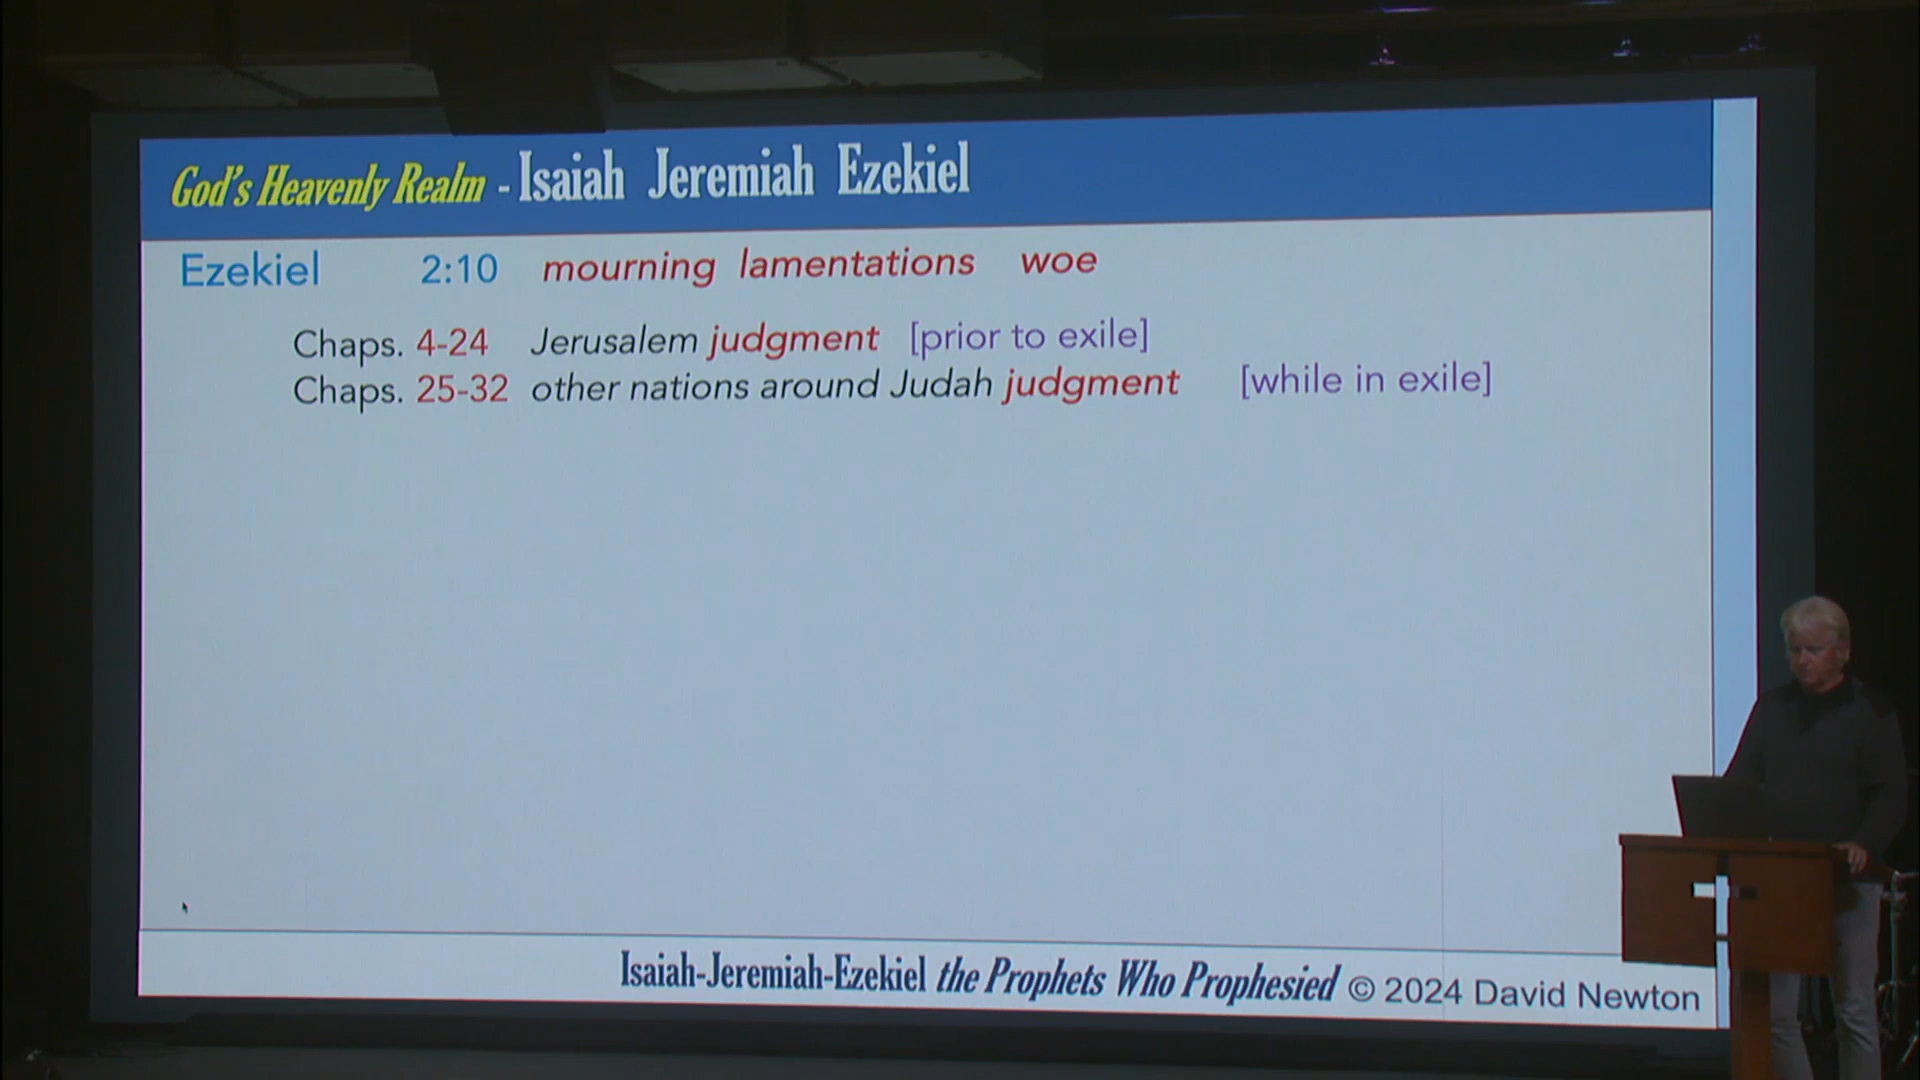 God's Heavenly Realm - Isaiah Jeremiah Ezekiel
Ezekiel 2:10 mourning lamentations woe
Chaps. 4-24 Jerusalem judgment [prior to exile]
Chaps. 25-32 other nations around Judah judgment [while in exile]
Isaiah-Jeremiah-Ezekiel the Prophets Who Prophesied © 2024 David Newton